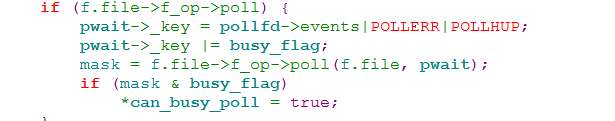 if (f.file->f_op->poll) {
pwait->_key = pollfd->events|POLLERR|POLLHUP;
pwait->_key |= busy_flag;
mask = f.file->f_op->poll(f.file, pwait);
if (mask & busy_flag)
*can_busy_poll = true;